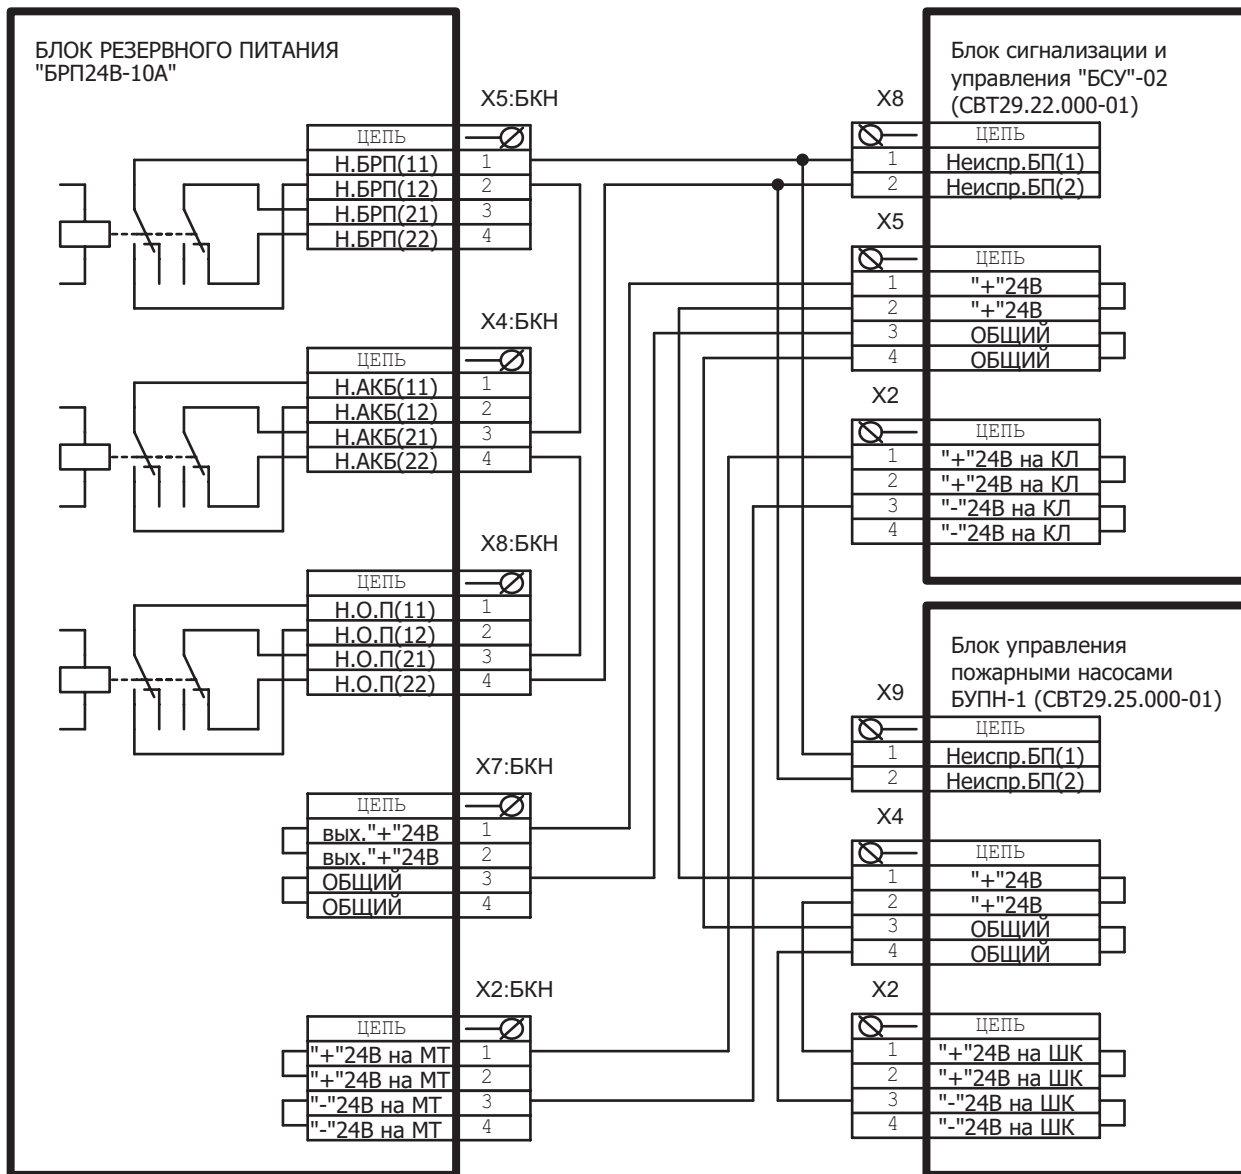 БЛОК РЕЗЕРВНОГО ПИТАНИЯ
"БРП24В-10А"
X5:БКН
ЦЕПЬ
Н.БРП(11) 1
Н.БРП(12) 2
Н.БРП(21) 3
Н.БРП(22) 4
X4:БКН
ЦЕПЬ
Н.АКБ(11) 1
Н.АКБ(12) 2
Н.АКБ(21) 3
Н.АКБ(22) 4
X8:БКН
ЦЕПЬ
Н.О.П(11) 1
Н.О.П(12) 2
Н.О.П(21) 3
Н.О.П(22) 4
X7:БКН
ЦЕПЬ
вых."+"24В 1
вых."+"24В 2
ОБЩИЙ 3
ОБЩИЙ 4
X2:БКН
ЦЕПЬ
"+"24В на МТ 1
"+"24В на МТ 2
"-"24В на МТ 3
"-"24В на МТ 4
Блок сигнализации и
управления "БСУ"-02
(СВТ29.22.000-01)
X8
ЦЕПЬ
1 Неиспр.БП(1)
2 Неиспр.БП(2)
X5
ЦЕПЬ
1 "+"24В
2 "+"24В
3 ОБЩИЙ
4 ОБЩИЙ
X2
ЦЕПЬ
1 "+"24В на КЛ
2 "+"24В на КЛ
3 "-"24В на КЛ
4 "-"24В на КЛ
Блок управления
пожарными насосами
БУПН-1 (СВТ29.25.000-01)
X9
ЦЕПЬ
1 Неиспр.БП(1)
2 Неиспр.БП(2)
X4
ЦЕПЬ
1 "+"24В
2 "+"24В
3 ОБЩИЙ
4 ОБЩИЙ
X2
ЦЕПЬ
1 "+"24В на ШК
2 "+"24В на ШК
3 "-"24В на ШК
4 "-"24В на ШК